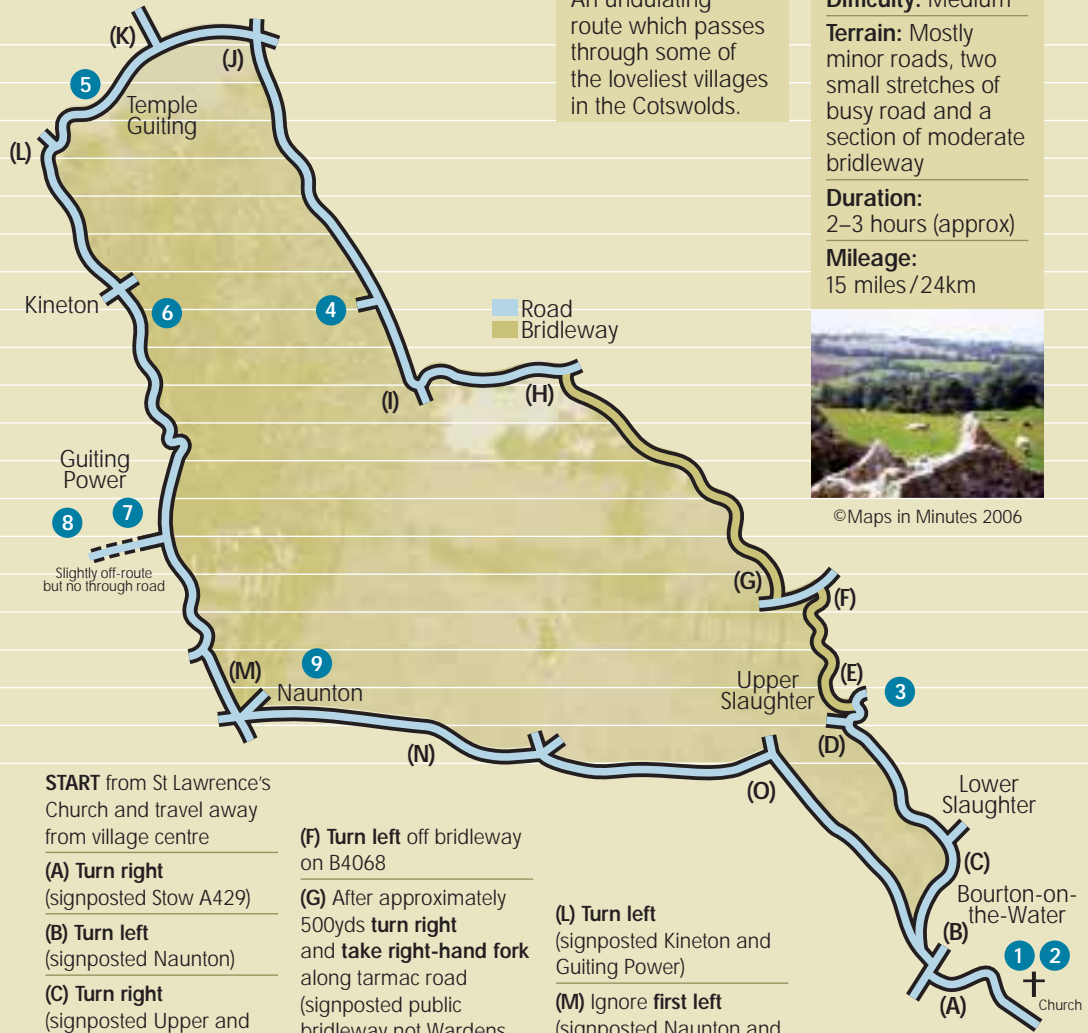 An undulating
route which passes
through some of
the loveliest villages
in the Cotswolds.
Difficulty: Medium
Terrain: Mostly
minor roads, two
small stretches of
busy road and a
section of moderate
bridleway
Duration:
2–3 hours (approx)
Mileage:
15 miles/24km
©Maps in Minutes 2006
(K)
(J)
5
Temple
Guiting
(L)
Kineton
6
4
Road
Bridleway
(I)
(H)
Guiting
Power
8
7
Slightly off-route
but no through road
(G)
(F)
(M)
9
Naunton
Upper
Slaughter
(E)
3
(D)
(N)
(O)
Lower
Slaughter
(C)
Bourton-on-
the-Water
(B)
1
2
(A)
Church
START from St Lawrence's
Church and travel away
from village centre
(A) Turn right
(signposted Stow A429)
(B) Turn left
(signposted Naunton)
(C) Turn right
(signposted Upper and
(F) Turn left off bridleway
on B4068
(G) After approximately
500yds turn right
and take right-hand fork
along tarmac road
(signposted public
bridleway not Wardens
(L) Turn left
(signposted Kineton and
Guiting Power)
(M) Ignore first left
(signposted Naunton and